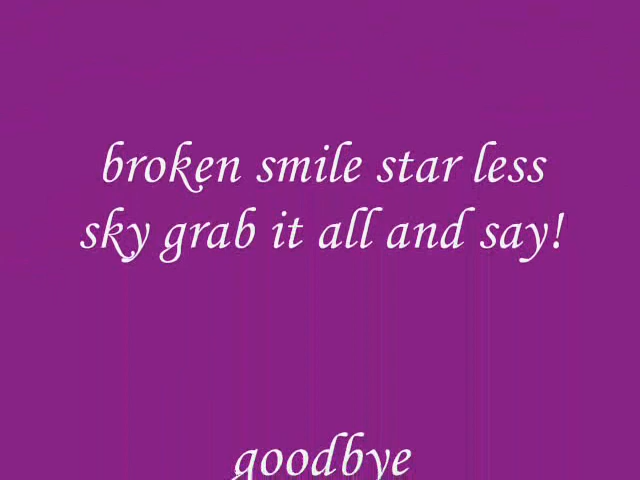 broken smile star less
sky grab it all and say!
goodbye